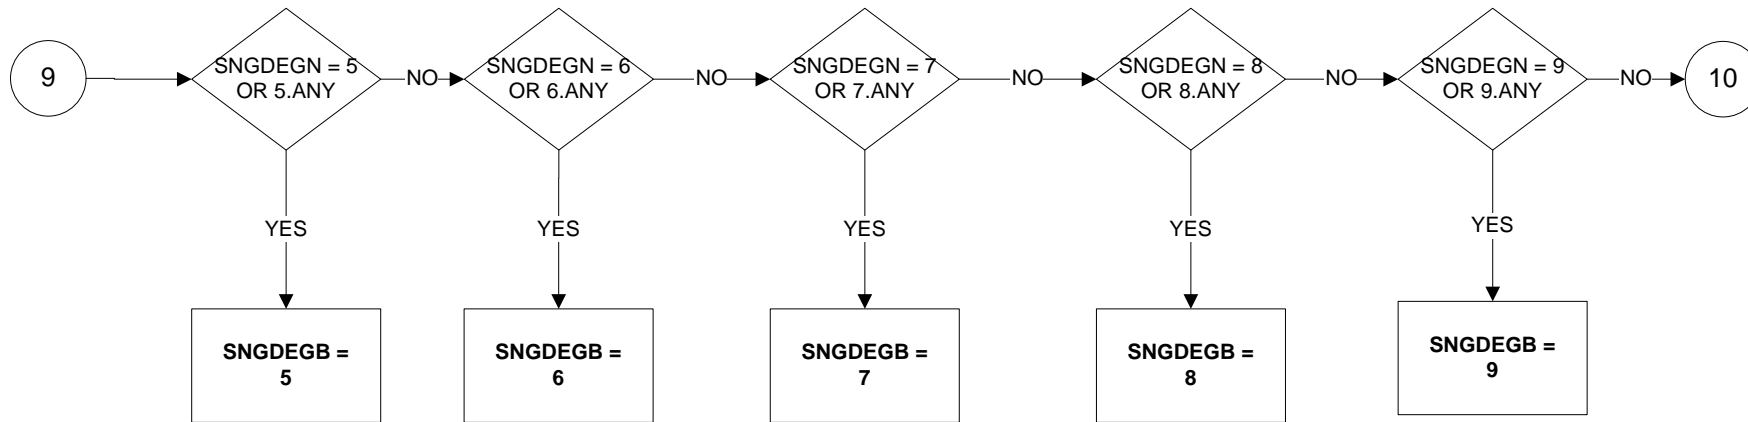 9
SNGDEGN = 5
OR 5.ANY
NO
SNGDEGN = 6
OR 6.ANY
NO
SNGDEGN = 7
OR 7.ANY
NO
SNGDEGN = 8
OR 8.ANY
NO
SNGDEGN = 9
OR 9.ANY
NO
10
YES
YES
YES
YES
YES
SNGDEGB =
5
SNGDEGB =
6
SNGDEGB =
7
SNGDEGB =
8
SNGDEGB =
9